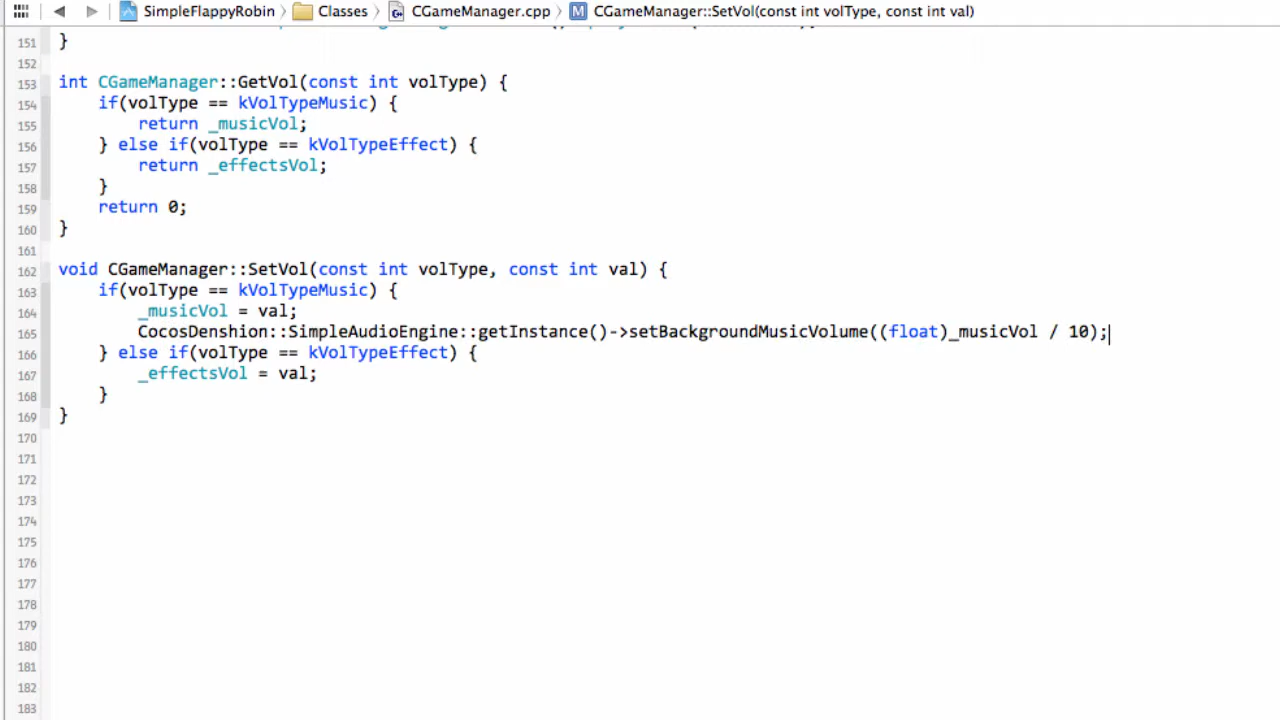 SimpleFlappyRobin Classes CGameManager.cpp M CGameManager::SetVol(const int volType, const int val)
151 }
152
153 int CGameManager::GetVol(const int volType) {
154 if(volType == kVolTypeMusic) {
155 return _musicVol;
156 } else if(volType == kVolTypeEffect) {
157 return _effectsVol;
158 }
159 return 0;
160 }
161
162 void CGameManager::SetVol(const int volType, const int val) {
163 if(volType == kVolTypeMusic) {
164 _musicVol = val;
165 CocosDenshion::SimpleAudioEngine::getInstance()->setBackgroundMusicVolume((float)_musicVol / 10);
166 } else if(volType == kVolTypeEffect) {
167 _effectsVol = val;
168 }
169 }
170
171
172
173
174
175
176
177
178
179
180
181
182
183